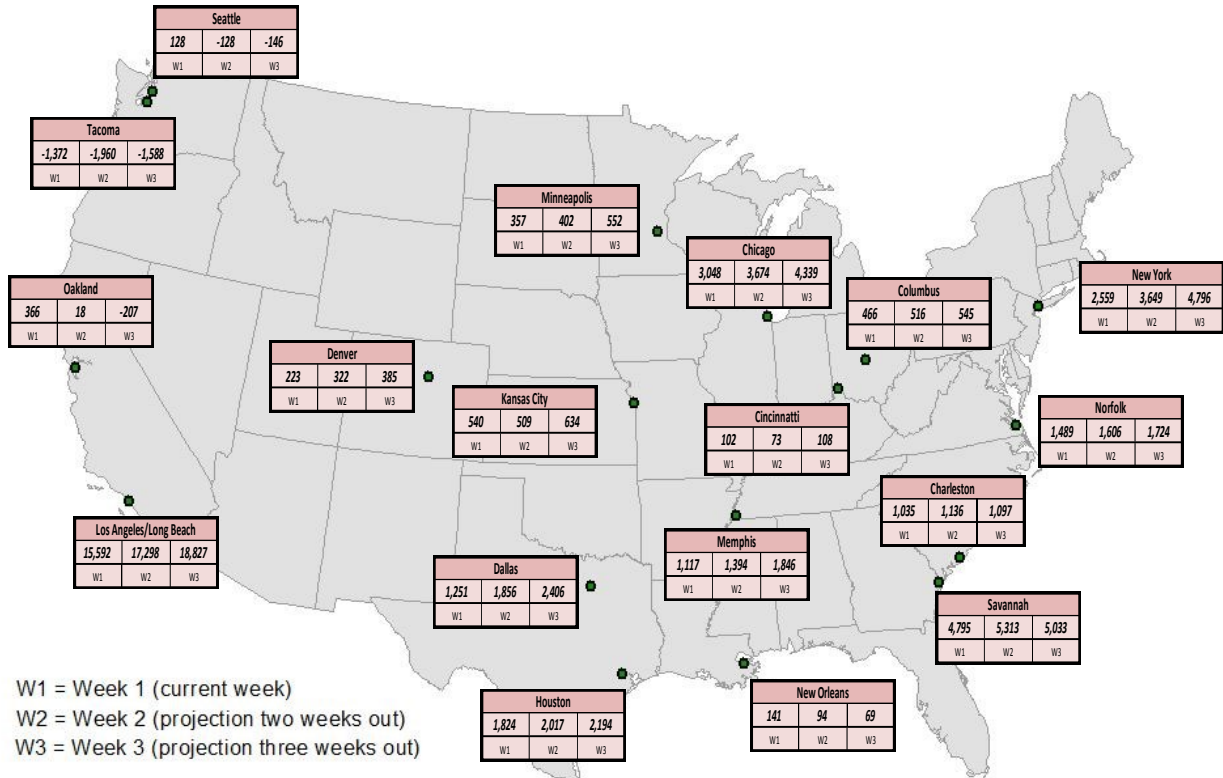 Seattle
128 -128 -146
W1 W2 W3
Tacoma
-1,372 -1,960 -1,588
W1 W2 W3
Minneapolis
357 402 552
W1 W2 W3
Chicago
3,048 3,674 4,339
W1 W2 W3
New York
2,559 3,649 4,796
W1 W2 W3
Oakland
366 18 -207
W1 W2 W3
Columbus
466 516 545
W1 W2 W3
Denver
223 322 385
W1 W2 W3
Kansas City
540 509 634
W1 W2 W3
Cincinnatti
102 73 108
W1 W2 W3
Norfolk
1,489 1,606 1,724
W1 W2 W3
Charleston
1,035 1,136 1,097
W1 W2 W3
Los Angeles/Long Beach
15,592 17,298 18,827
W1 W2 W3
Memphis
1,117 1,394 1,846
W1 W2 W3
Dallas
1,251 1,856 2,406
W1 W2 W3
Savannah
4,795 5,313 5,033
W1 W2 W3
New Orleans
141 94 69
W1 W2 W3
Houston
1,824 2,017 2,194
W1 W2 W3
W1 = Week 1 (current week)
W2 = Week 2 (projection two weeks out)
W3 = Week 3 (projection three weeks out)